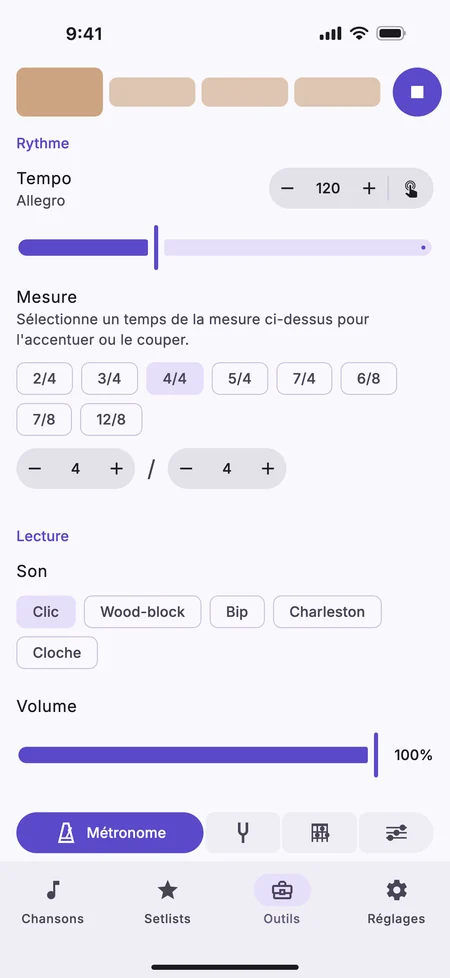 9:41
Rythme
Tempo
Allegro
120
Mesure
Sélectionne un temps de la mesure ci-dessus pour
l'accentuer ou le couper.
2/4 3/4 4/4 5/4 7/4 6/8
7/8 12/8
− 4 + / − 4 +
Lecture
Son
Clic Wood-block Bip Charleston
Cloche
Volume
100%
Métronome
Chansons Setlists Outils Réglages